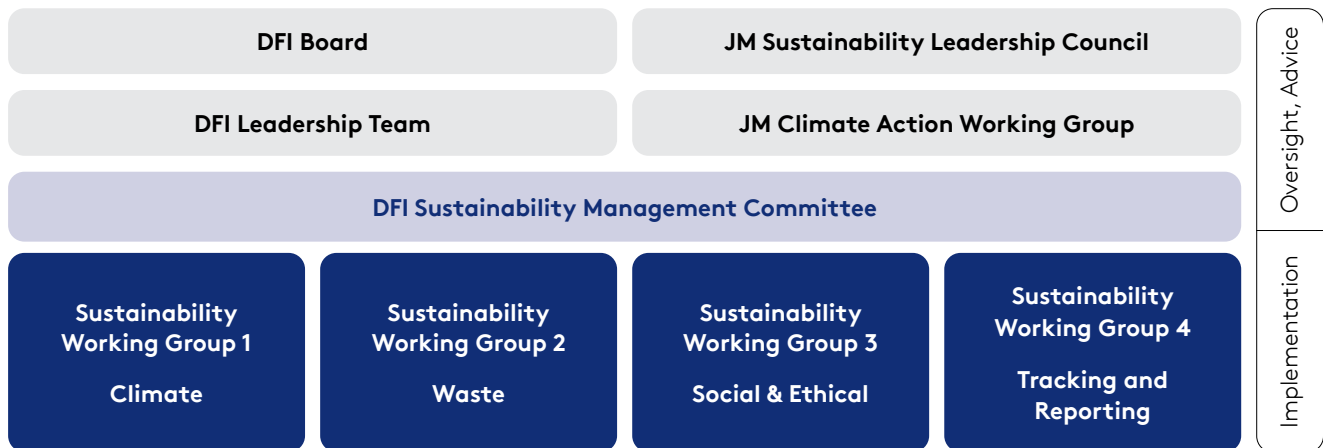 DFI Board
JM Sustainability Leadership Council
DFI Leadership Team
JM Climate Action Working Group
DFI Sustainability Management Committee
Sustainability
Working Group 1
Climate
Sustainability
Working Group 2
Waste
Sustainability
Working Group 3
Social & Ethical
Sustainability
Working Group 4
Tracking and
Reporting
Oversight, Advice
Implementation